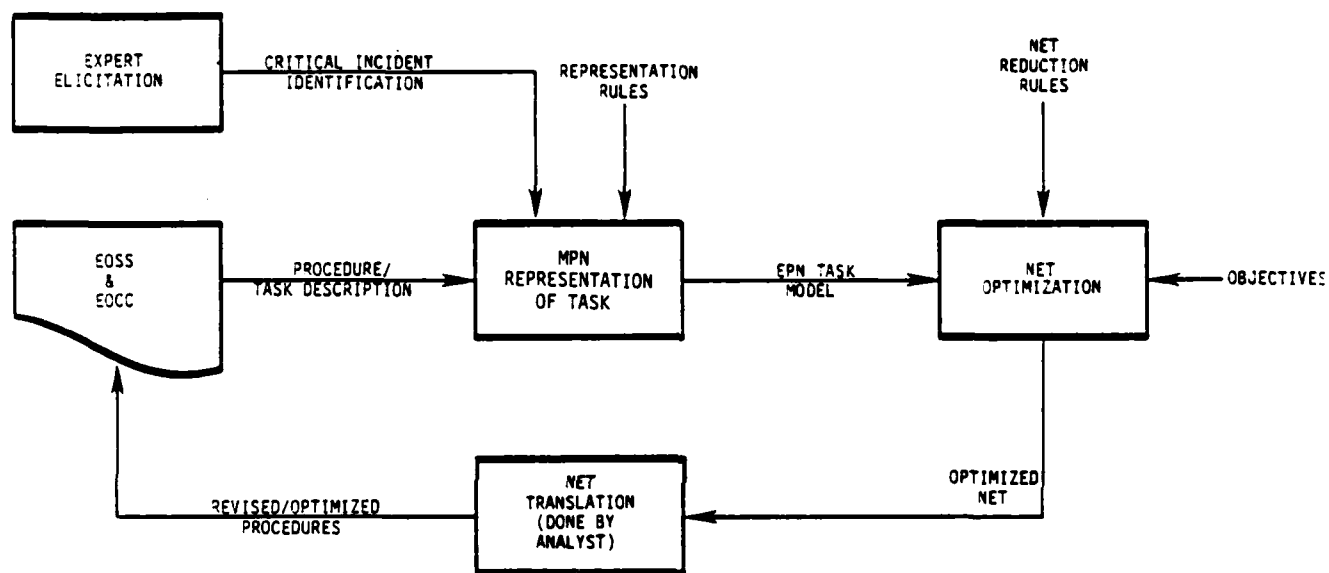 EXPERT
ELICITATION
CRITICAL INCIDENT
IDENTIFICATION
REPRESENTATION
RULES
NET
REDUCTION
RULES
EOSS
&
EOCC
PROCEDURE/
TASK DESCRIPTION
MPN
REPRESENTATION
OF TASK
EPN TASK
MODEL
NET
OPTIMIZATION
OBJECTIVES
REVISED/OPTIMIZED
PROCEDURES
NET
TRANSLATION
(DONE BY
ANALYST)
OPTIMIZED
NET